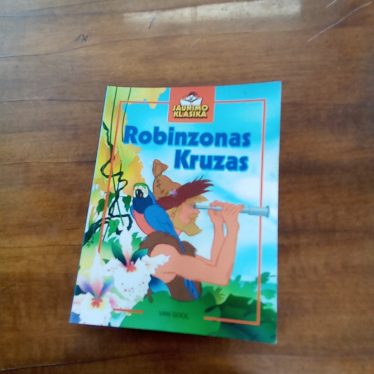 JAUNIMO
KLASIKA
Robinzonas
Kruzas
VAN GOOL